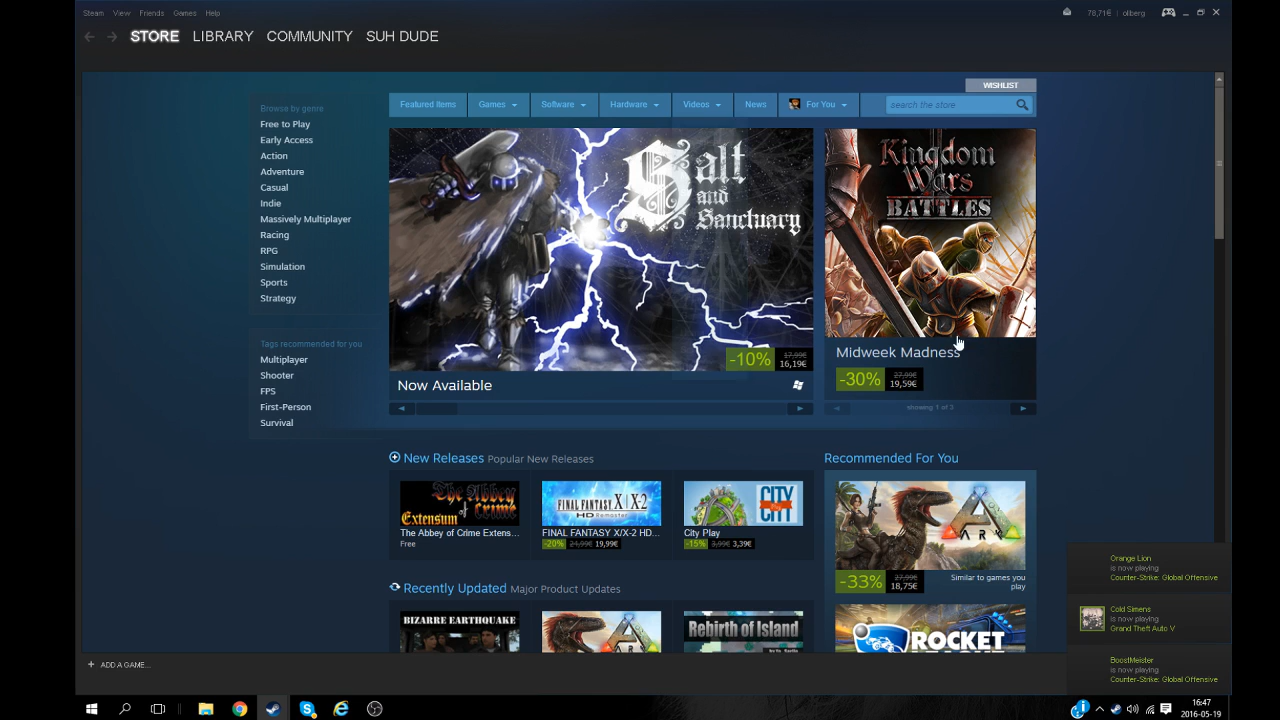 Steam View Friends Games Help
78,71€ ollberg
STORE LIBRARY COMMUNITY SUH DUDE
WISHLIST
Featured Items Games Software Hardware Videos News For You search the store
Browse by genre
Free to Play
Early Access
Action
Adventure
Casual
Indie
Massively Multiplayer
Racing
RPG
Simulation
Sports
Strategy
Tags recommended for you
Multiplayer
Shooter
FPS
First-Person
Survival
Salt
and
Sanctuary
-10% 17,99€
16,19€
Now Available
Kingdom
Wars
BATTLES
Midweek Madness
-30% 27,99€
19,59€
showing 1 of 3
New Releases Popular New Releases
The Abbey
of Crime
Extensum
The Abbey of Crime Extens...
Free
FINAL FANTASY X|X-2
HD Remaster
FINAL FANTASY X/X-2 HD...
-20% 24,99€ 19,99€
CITY
Play
City Play
-15% 3,99€ 3,39€
Recommended For You
ARK
-33% 27,99€
18,75€
Similar to games you
play
ROCKET
LEAGUE
Recently Updated Major Product Updates
BIZARRE EARTHQUAKE
ARK
Rebirth of Island
Orange Lion
is now playing
Counter-Strike: Global Offensive
Cold Simens
is now playing
Grand Theft Auto V
BoostMeister
is now playing
Counter-Strike: Global Offensive
+ ADD A GAME...
16:47
2016-05-19